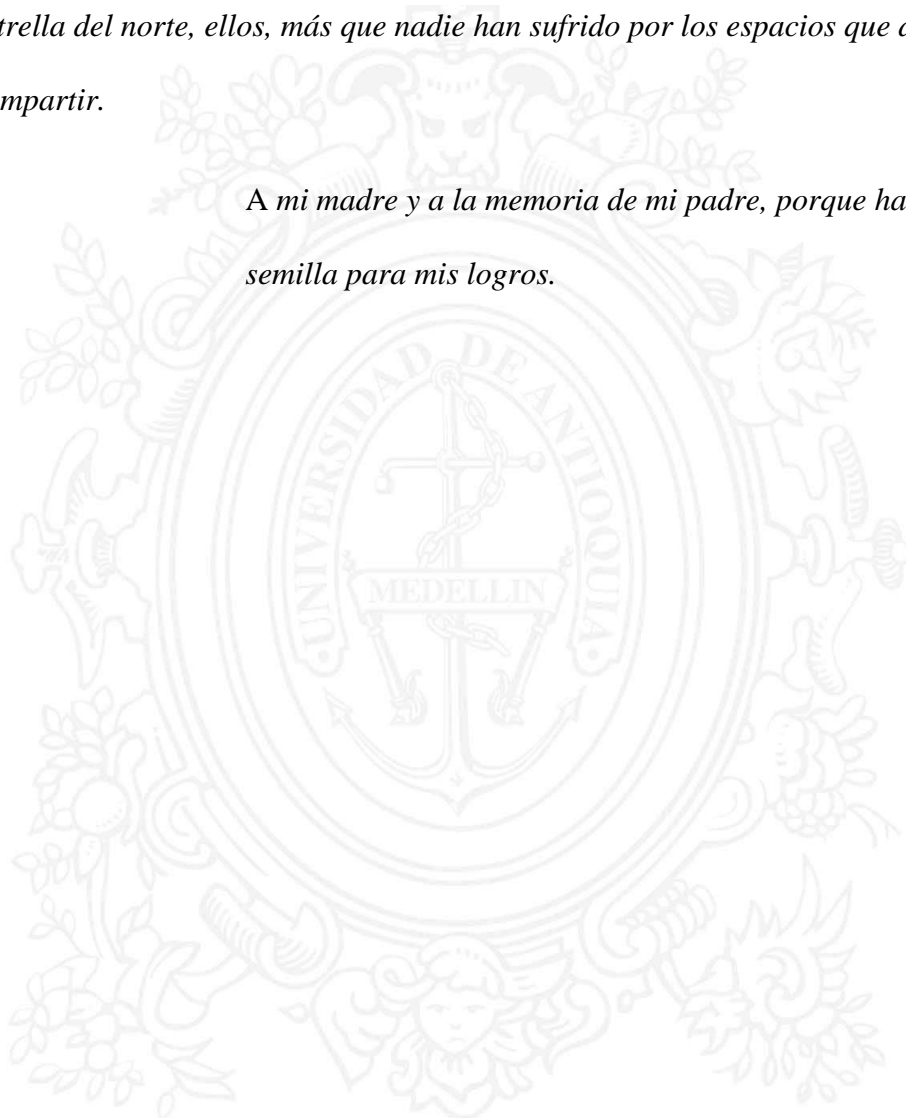 trella del norte, ellos, más que nadie han sufrido por los espacios que
mpartir.
A mi madre y a la memoria de mi padre, porque ha
semilla para mis logros.
UNIVERSIDAD DE ANTIOQUIA
MEDELLIN